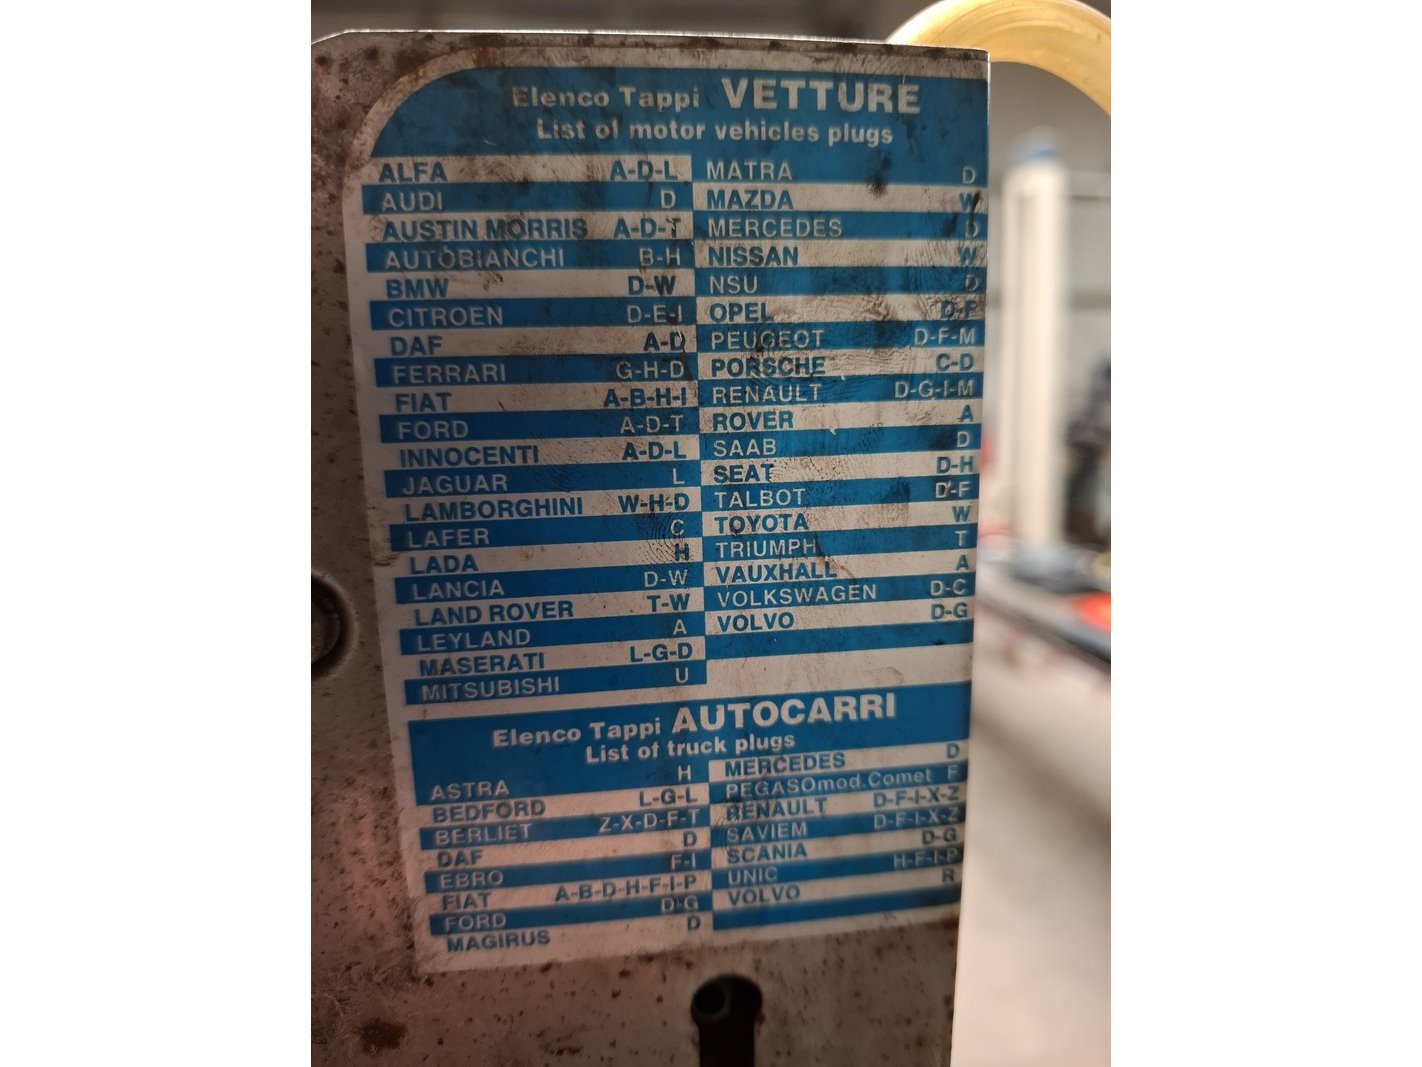 Elenco Tappi VETTURE
List of motor vehicles plugs
ALFA A-D-L
AUDI D
AUSTIN MORRIS A-D-T
AUTOBIANCHI B-H
BMW D-W
CITROEN D-E-I
DAF A-D
FERRARI G-H-D
FIAT A-B-H-I
FORD A-D-T
INNOCENTI A-D-L
JAGUAR L
LAMBORGHINI W-H-D
LAFER C
LADA H
LANCIA D-W
LAND ROVER T-W
LEYLAND A
MASERATI L-G-D
MITSUBISHI U
MATRA D
MAZDA W
MERCEDES D
NISSAN W
NSU D
OPEL D-F
PEUGEOT D-F-M
PORSCHE C-D
RENAULT D-G-I-M
ROVER A
SAAB D
SEAT D-H
TALBOT D-F
TOYOTA W
TRIUMPH T
VAUXHALL A
VOLKSWAGEN D-C
VOLVO D-G
Elenco Tappi AUTOCARRI
List of truck plugs
ASTRA H
BEDFORD L-G-L
BERLIET Z-X-D-F-T
DAF D
EBRO F-I
FIAT A-B-D-H-F-I-P
FORD D-G
MAGIRUS D
MERCEDES D
PEGASOmod.Comet F
RENAULT D-F-I-X-Z
SAVIEM D-F-I-X-Z
SCANIA D-G
UNIC H-F-I-P
VOLVO R